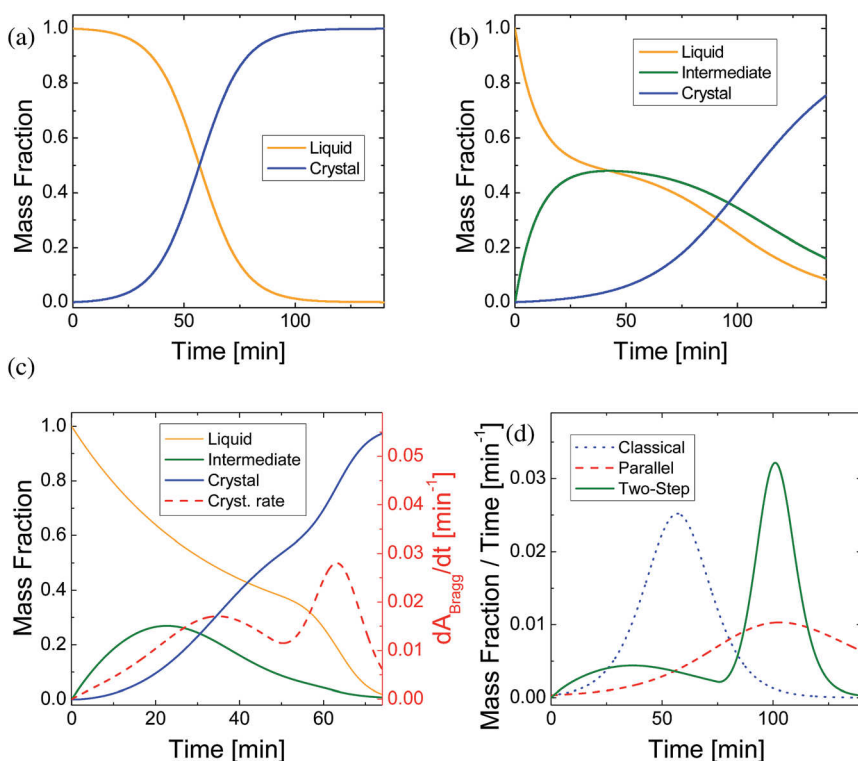 (a)
Mass Fraction
1.0
0.8
0.6
0.4
0.2
0.0
Liquid
Crystal
0
50
100
Time [min]
(b)
Mass Fraction
1.0
0.8
0.6
0.4
0.2
0.0
Liquid
Intermediate
Crystal
0
50
100
Time [min]
(c)
Mass Fraction
1.0
0.8
0.6
0.4
0.2
0.0
Liquid
Intermediate
Crystal
Cryst. rate
0.05
0.04
0.03
0.02
0.01
0.00
dA_Bragg/dt [min⁻¹]
0
20
40
60
Time [min]
(d)
Mass Fraction / Time [min⁻¹]
0.03
0.02
0.01
0.00
Classical
Parallel
Two-Step
0
50
100
Time [min]